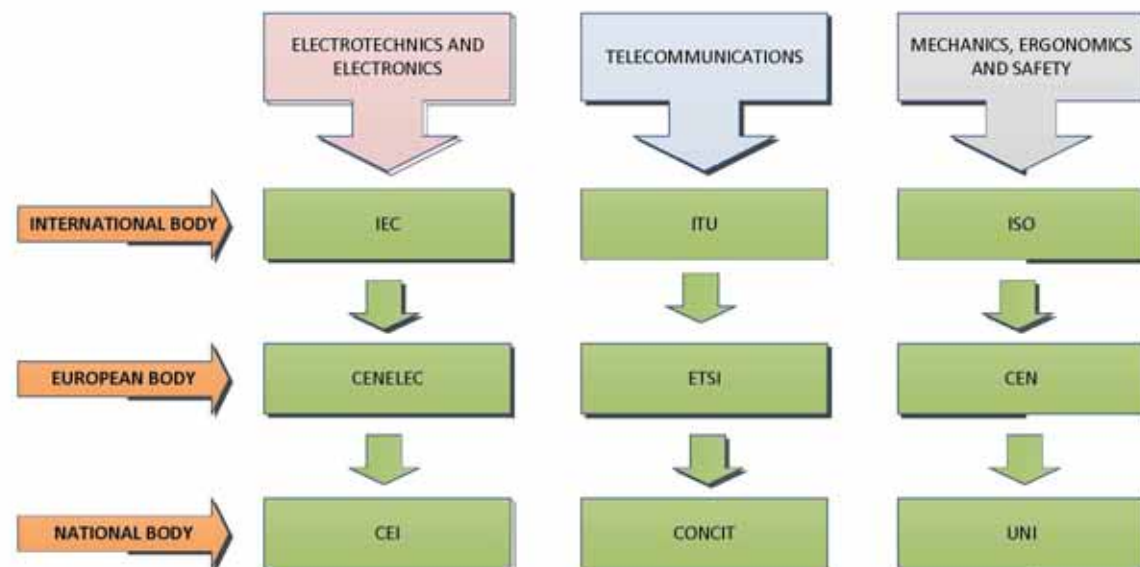 ELECTROTECHNICS AND
ELECTRONICS
TELECOMMUNICATIONS
MECHANICS, ERGONOMICS
AND SAFETY
INTERNATIONAL BODY
IEC
ITU
ISO
EUROPEAN BODY
CENELEC
ETSI
CEN
NATIONAL BODY
CEI
CONCIT
UNI